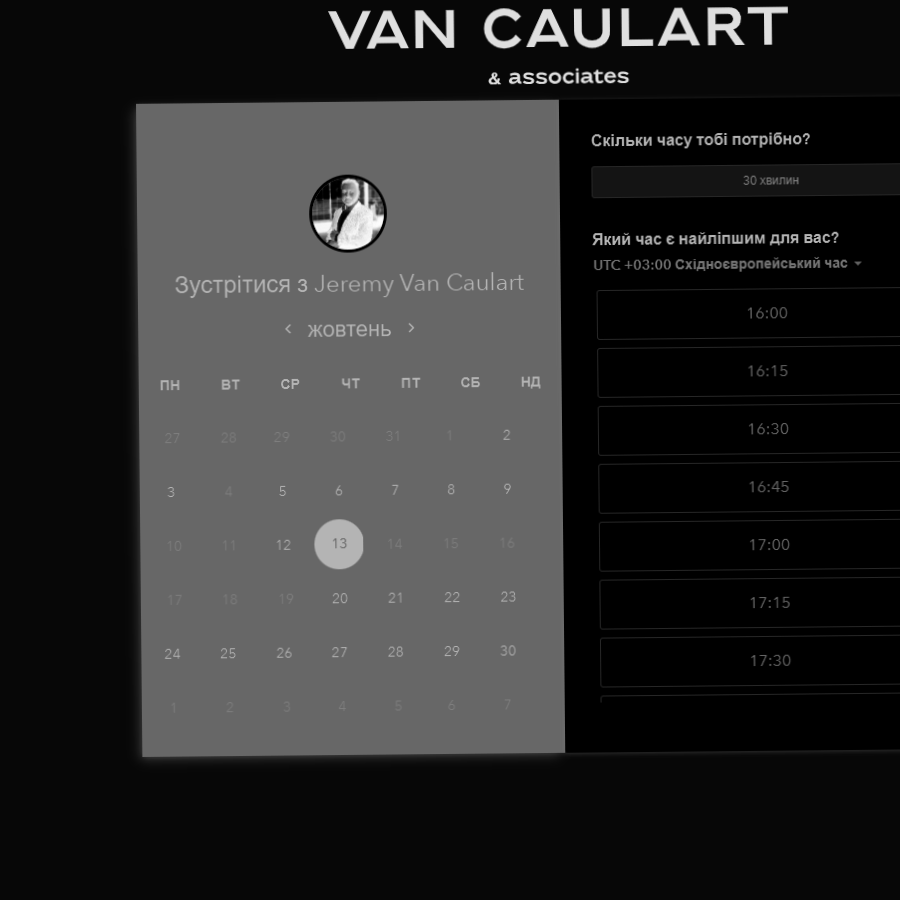 VAN CAULART
& associates
Зустрітися з Jeremy Van Caulart
жовтень
ПН ВТ СР ЧТ ПТ СБ НД
27 28 29 30 31 1 2
3 4 5 6 7 8 9
10 11 12 13 14 15 16
17 18 19 20 21 22 23
24 25 26 27 28 29 30
1 2 3 4 5 6 7
Скільки часу тобі потрібно?
30 хвилин
Який час є найліпшим для вас?
UTC +03:00 Східноєвропейський час
16:00
16:15
16:30
16:45
17:00
17:15
17:30